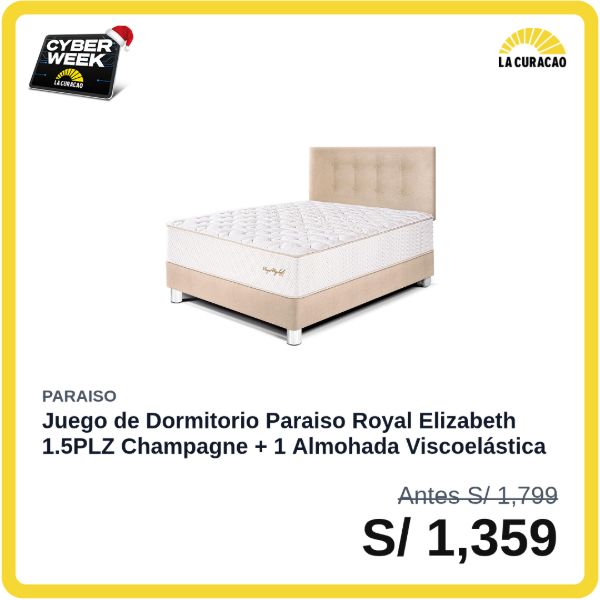 CYBER
WEEK
LA CURACAO
LA CURACAO
PARAISO
Juego de Dormitorio Paraiso Royal Elizabeth
1.5PLZ Champagne + 1 Almohada Viscoelástica
Antes S/ 1,799
S/ 1,359